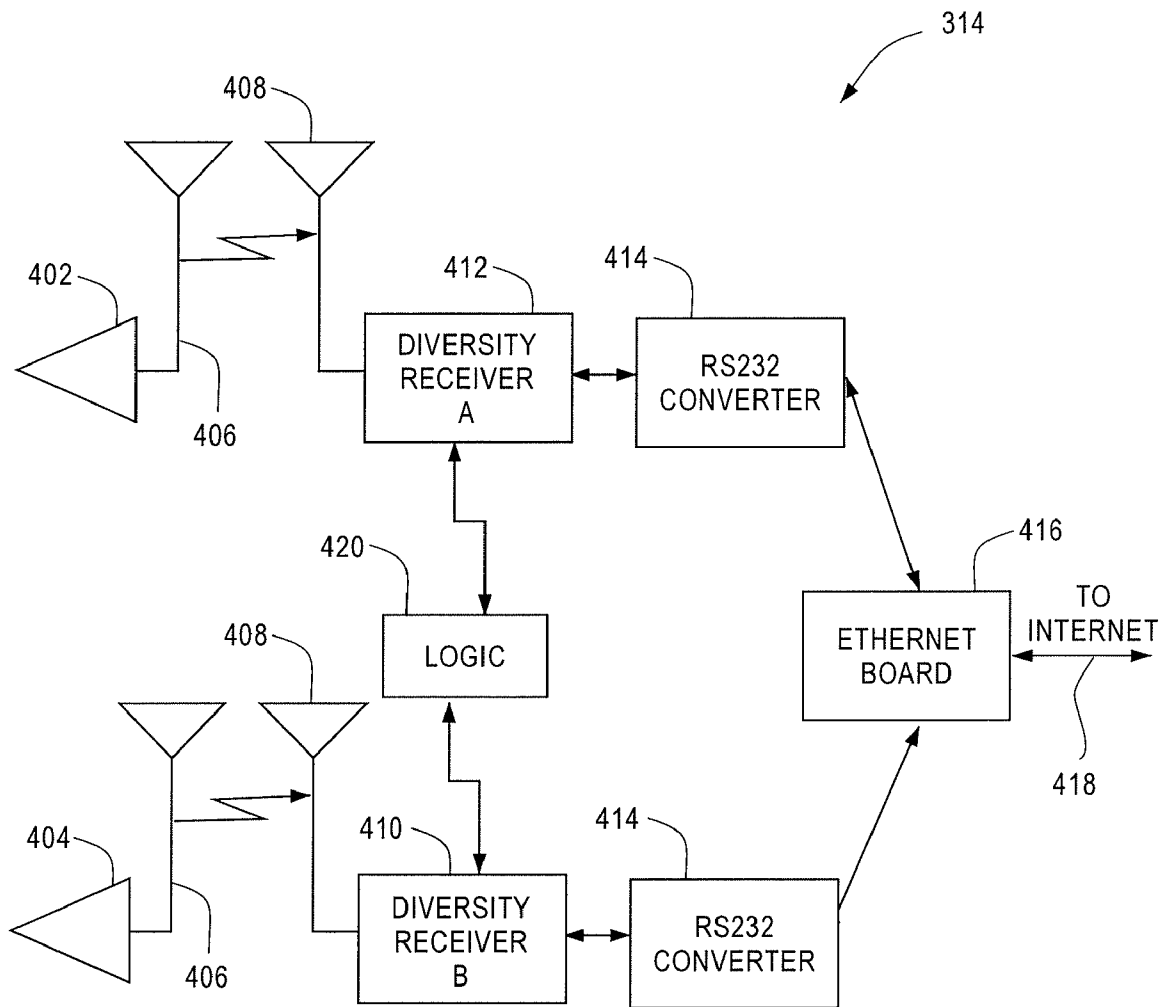 314
408
402
412
414
DIVERSITY
RECEIVER
A
RS232
CONVERTER
406
420
416
LOGIC
408
ETHERNET
BOARD
TO
INTERNET
418
404
410
414
DIVERSITY
RECEIVER
B
RS232
CONVERTER
406